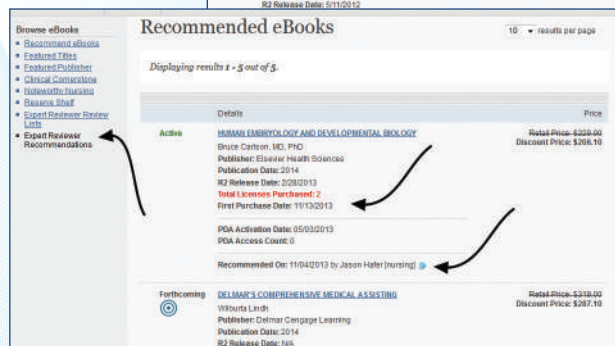 R2 Release Date: 5/11/2012
Browse eBooks
Recommend eBooks
Featured Titles
Featured Publisher
Clinical Cornerstone
Noteworthy Nursing
Reserve Shelf
Expert Reviewer Review Lists
Expert Reviewer Recommendations
Recommended eBooks
10 results per page
Displaying results 1 - 5 out of 5.
Details Price
Active HUMAN EMBRYOLOGY AND DEVELOPMENTAL BIOLOGY Retail Price: $229.00
Bruce Carlson, MD, PhD Discount Price: $206.10
Publisher: Elsevier Health Sciences
Publication Date: 2014
R2 Release Date: 2/28/2013
Total Licenses Purchased: 2
First Purchase Date: 11/13/2013
PDA Activation Date: 05/03/2013
PDA Access Count: 0
Recommended On: 11/04/2013 by Jason Hafer [nursing]
Forthcoming DELMAR'S COMPREHENSIVE MEDICAL ASSISTING Retail Price: $319.00
Wilburta Lindh Discount Price: $287.10
Publisher: Delmar Cengage Learning
Publication Date: 2014
R2 Release Date: N/A